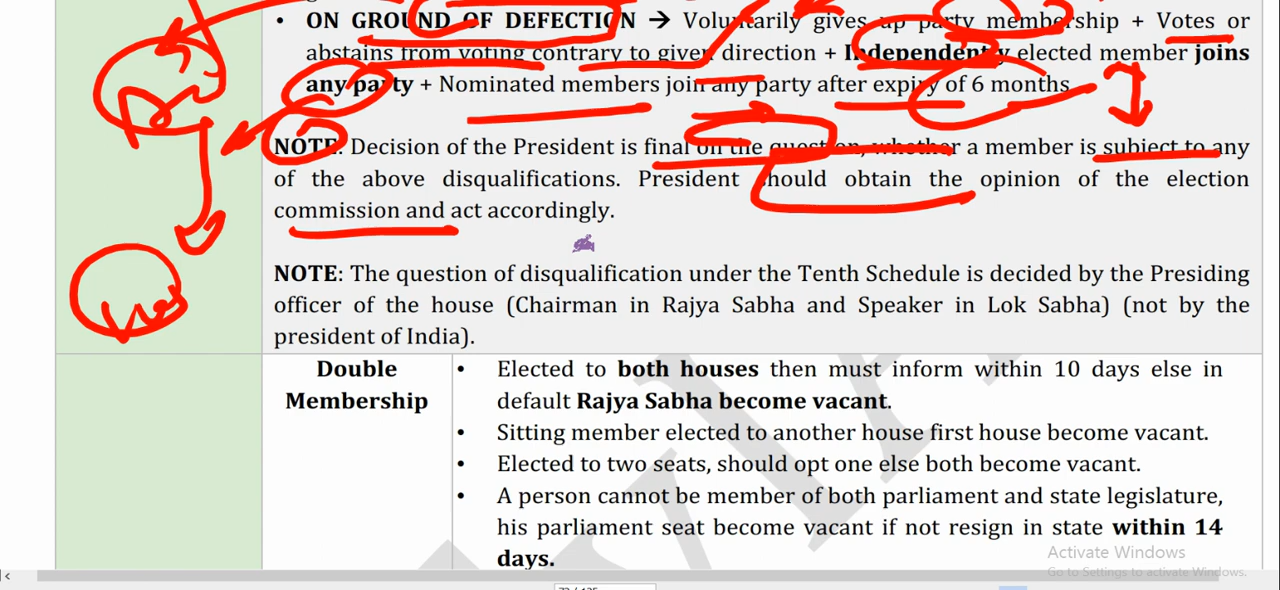 • ON GROUND OF DEFECTION → Voluntarily gives up party membership + Votes or
abstains from voting contrary to given direction + Independently elected member joins
any party + Nominated members join any party after expiry of 6 months
NOTE: Decision of the President is final on the question, whether a member is subject to any
of the above disqualifications. President should obtain the opinion of the election
commission and act accordingly.
NOTE: The question of disqualification under the Tenth Schedule is decided by the Presiding
officer of the house (Chairman in Rajya Sabha and Speaker in Lok Sabha) (not by the
president of India).
Double
Membership
• Elected to both houses then must inform within 10 days else in
default Rajya Sabha become vacant.
• Sitting member elected to another house first house become vacant.
• Elected to two seats, should opt one else both become vacant.
• A person cannot be member of both parliament and state legislature,
his parliament seat become vacant if not resign in state within 14
days.
Activate Windows
Go to Settings to activate Windows.